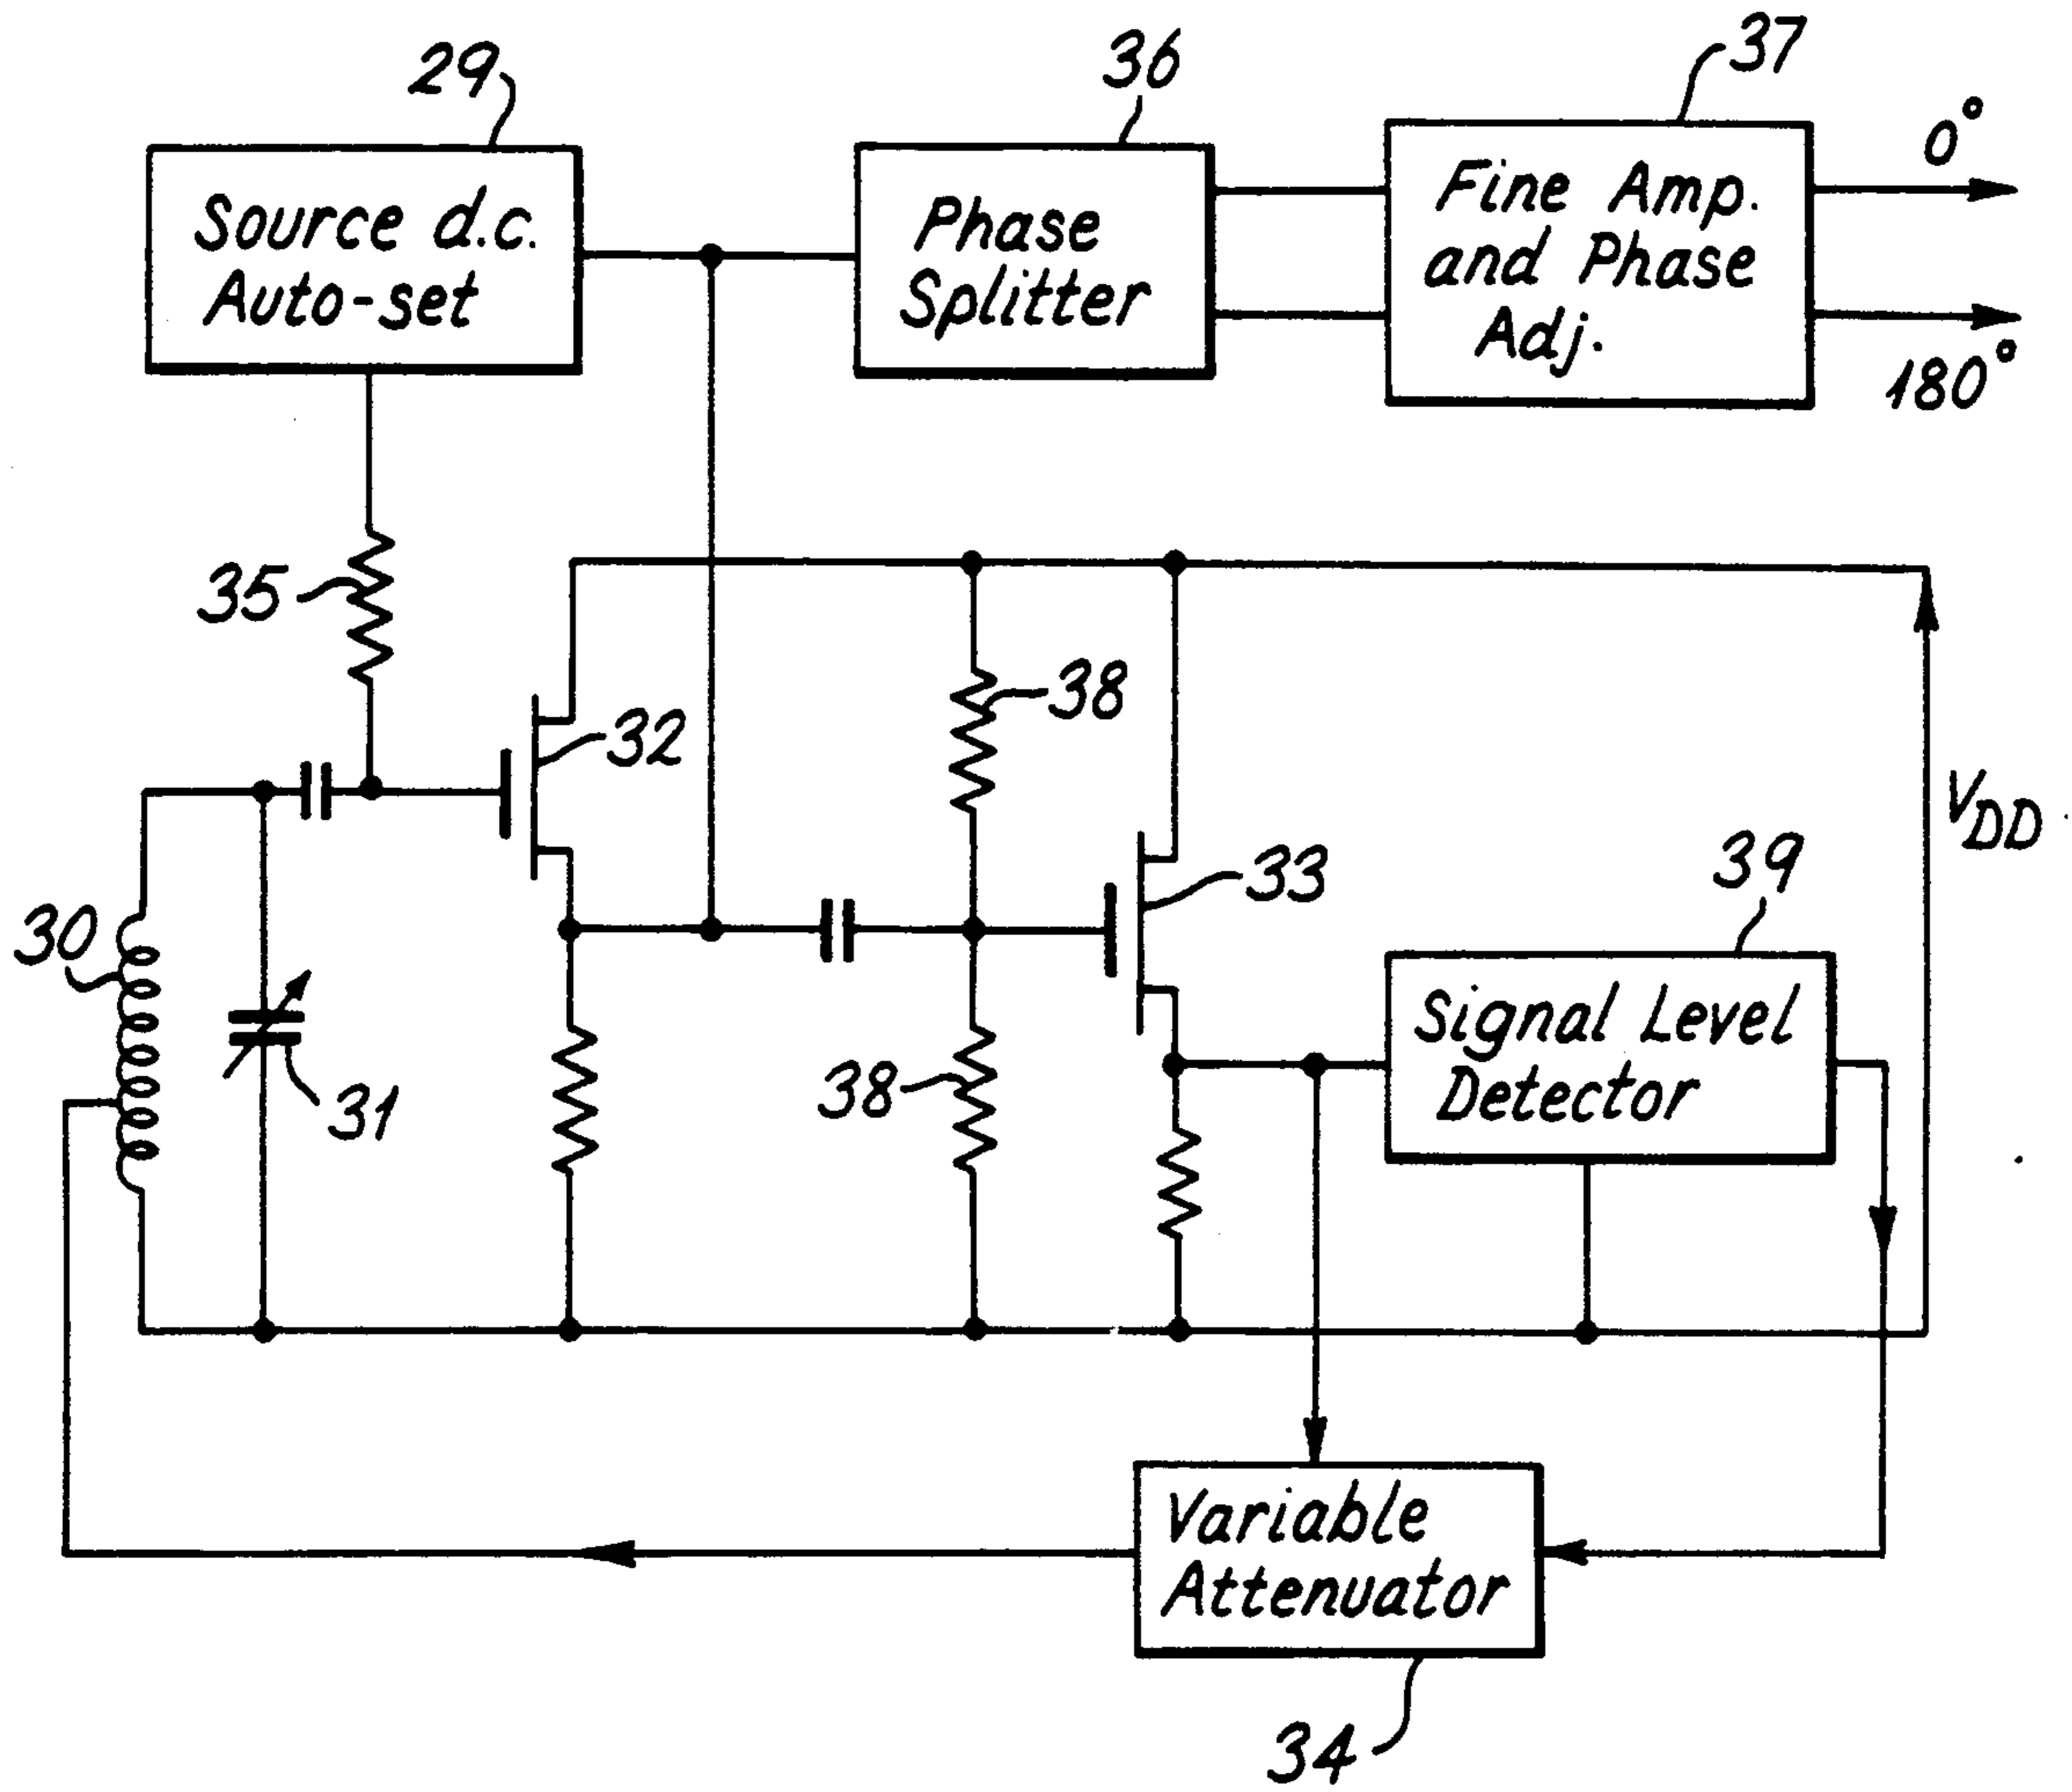 29
36
37
Source d.c.
Auto-set
Phase
Splitter
Fine Amp.
and Phase
Adj.
0°
180°
35
38
32
VDD
33
39
30
31
38
Signal Level
Detector
Variable
Attenuator
34